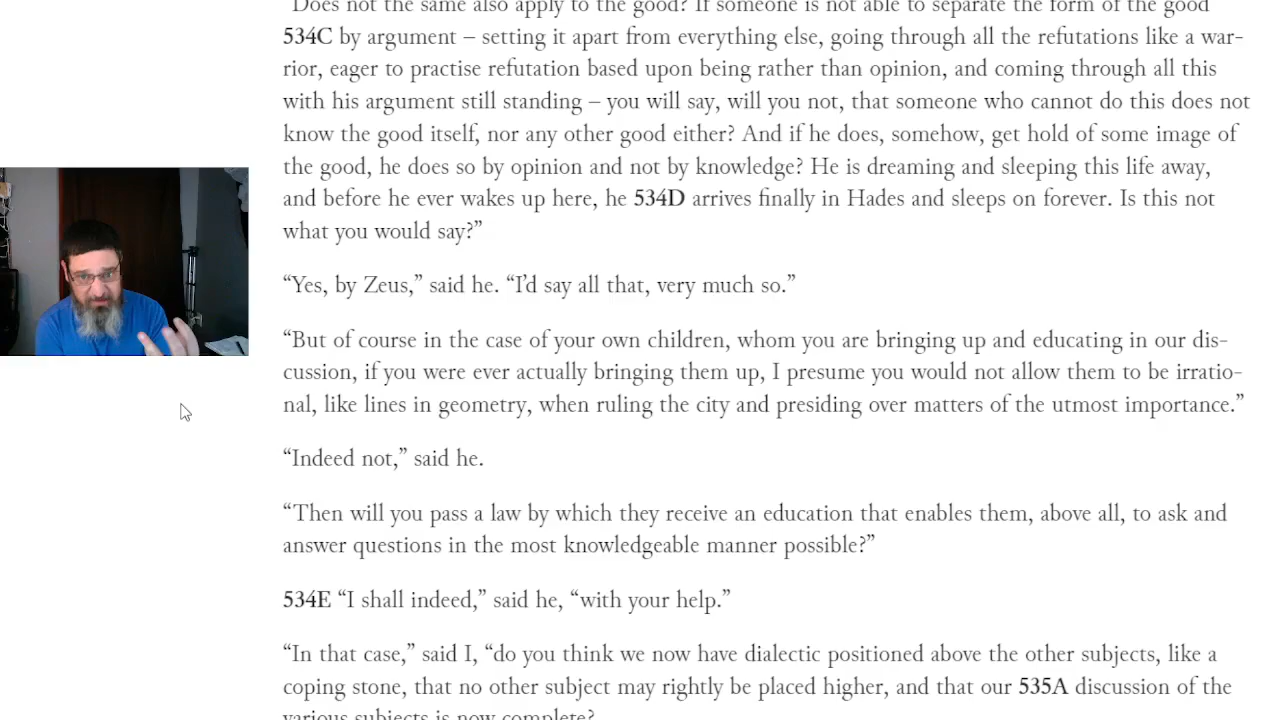 “Does not the same also apply to the good? If someone is not able to separate the form of the good
534C by argument – setting it apart from everything else, going through all the refutations like a war-
rior, eager to practise refutation based upon being rather than opinion, and coming through all this
with his argument still standing – you will say, will you not, that someone who cannot do this does not
know the good itself, nor any other good either? And if he does, somehow, get hold of some image of
the good, he does so by opinion and not by knowledge? He is dreaming and sleeping this life away,
and before he ever wakes up here, he 534D arrives finally in Hades and sleeps on forever. Is this not
what you would say?”
“Yes, by Zeus,” said he. “I’d say all that, very much so.”
“But of course in the case of your own children, whom you are bringing up and educating in our dis-
cussion, if you were ever actually bringing them up, I presume you would not allow them to be irratio-
nal, like lines in geometry, when ruling the city and presiding over matters of the utmost importance.”
“Indeed not,” said he.
“Then will you pass a law by which they receive an education that enables them, above all, to ask and
answer questions in the most knowledgeable manner possible?”
534E “I shall indeed,” said he, “with your help.”
“In that case,” said I, “do you think we now have dialectic positioned above the other subjects, like a
coping stone, that no other subject may rightly be placed higher, and that our 535A discussion of the
various subjects is now complete?